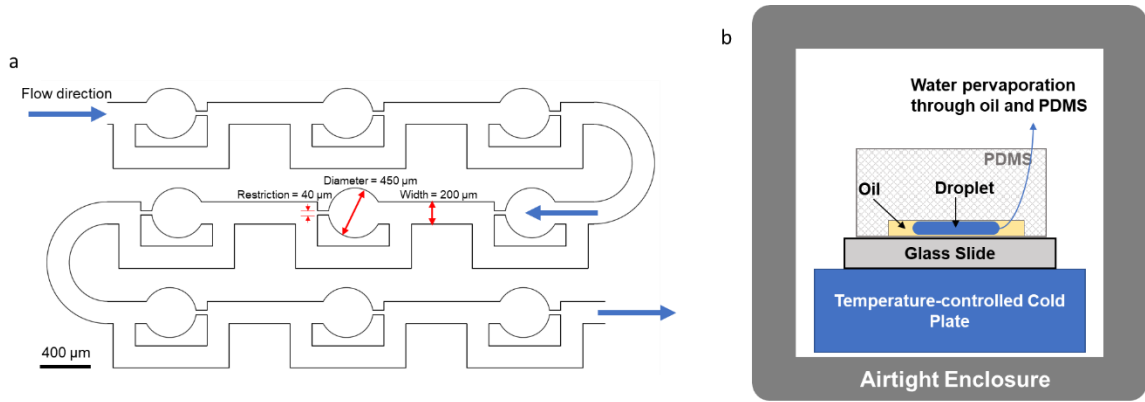 a
Flow direction
Diameter = 450 µm
Restriction = 40 µm
Width = 200 µm
400 µm
b
Water pervaporation
through oil and PDMS
PDMS
Oil
Droplet
Glass Slide
Temperature-controlled Cold
Plate
Airtight Enclosure